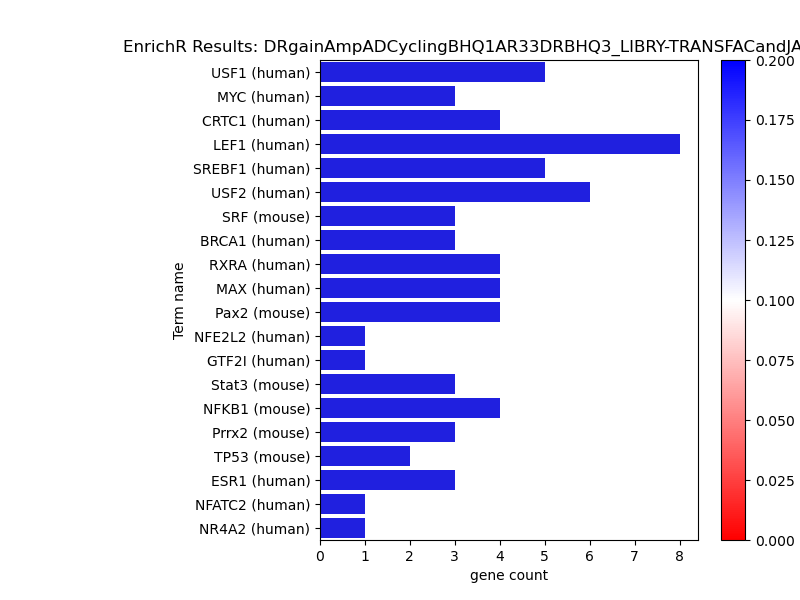 EnrichR Results: DRgainAmpADCyclingBHQ1AR33DRBHQ3_LIBRY-TRANSFACandJA
USF1 (human)
MYC (human)
CRTC1 (human)
LEF1 (human)
SREBF1 (human)
USF2 (human)
SRF (mouse)
BRCA1 (human)
RXRA (human)
MAX (human)
Pax2 (mouse)
NFE2L2 (human)
GTF2I (human)
Stat3 (mouse)
NFKB1 (mouse)
Prrx2 (mouse)
TP53 (mouse)
ESR1 (human)
NFATC2 (human)
NR4A2 (human)
Term name
0 1 2 3 4 5 6 7 8
gene count
0.200
0.175
0.150
0.125
0.100
0.075
0.050
0.025
0.000